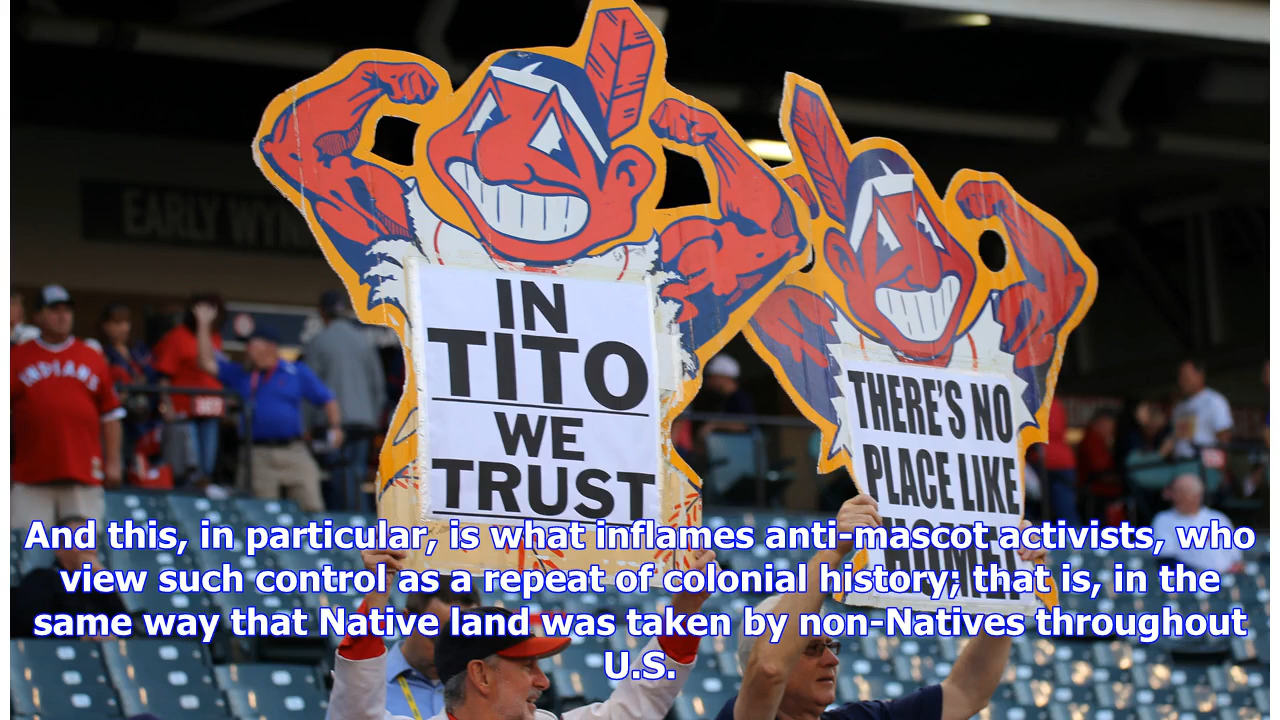 EARLY WYN
INDIANS
IN
TITO
WE
TRUST
THERE'S NO
PLACE LIKE
HOME!
And this, in particular, is what inflames anti-mascot activists, who
view such control as a repeat of colonial history; that is, in the
same way that Native land was taken by non-Natives throughout
U.S.